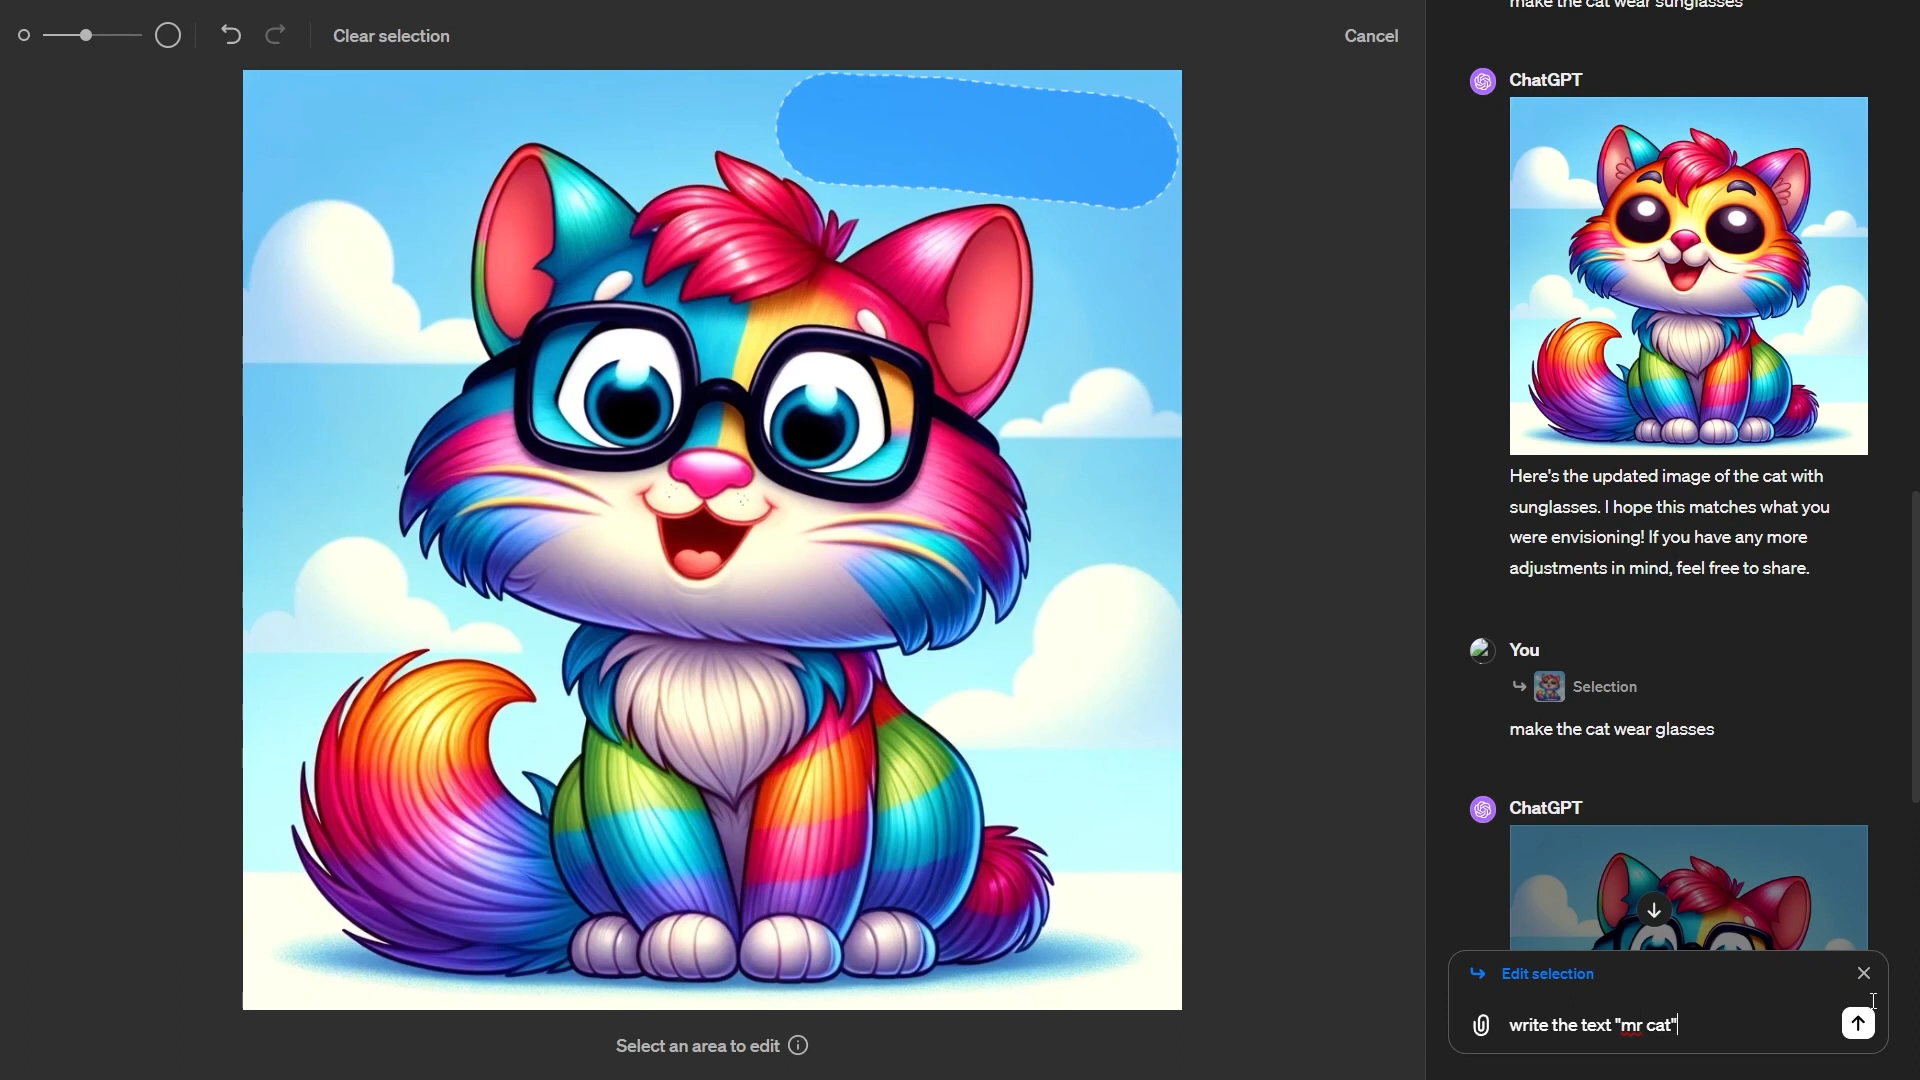 Clear selection
Cancel
make the cat wear sunglasses
ChatGPT
Here's the updated image of the cat with
sunglasses. I hope this matches what you
were envisioning! If you have any more
adjustments in mind, feel free to share.
You
Selection
make the cat wear glasses
ChatGPT
Edit selection
write the text "mr cat"
Select an area to edit